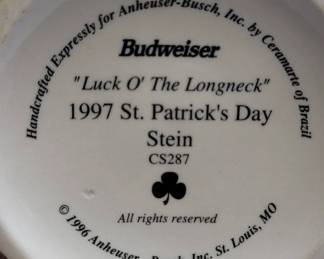 Handcrafted Expressly for Anheuser-Busch, Inc. by Ceramarte of Brazil
Budweiser
"Luck O' The Longneck"
1997 St. Patrick's Day
Stein
CS287
All rights reserved
© 1996 Anheuser-Busch, Inc. St. Louis, MO